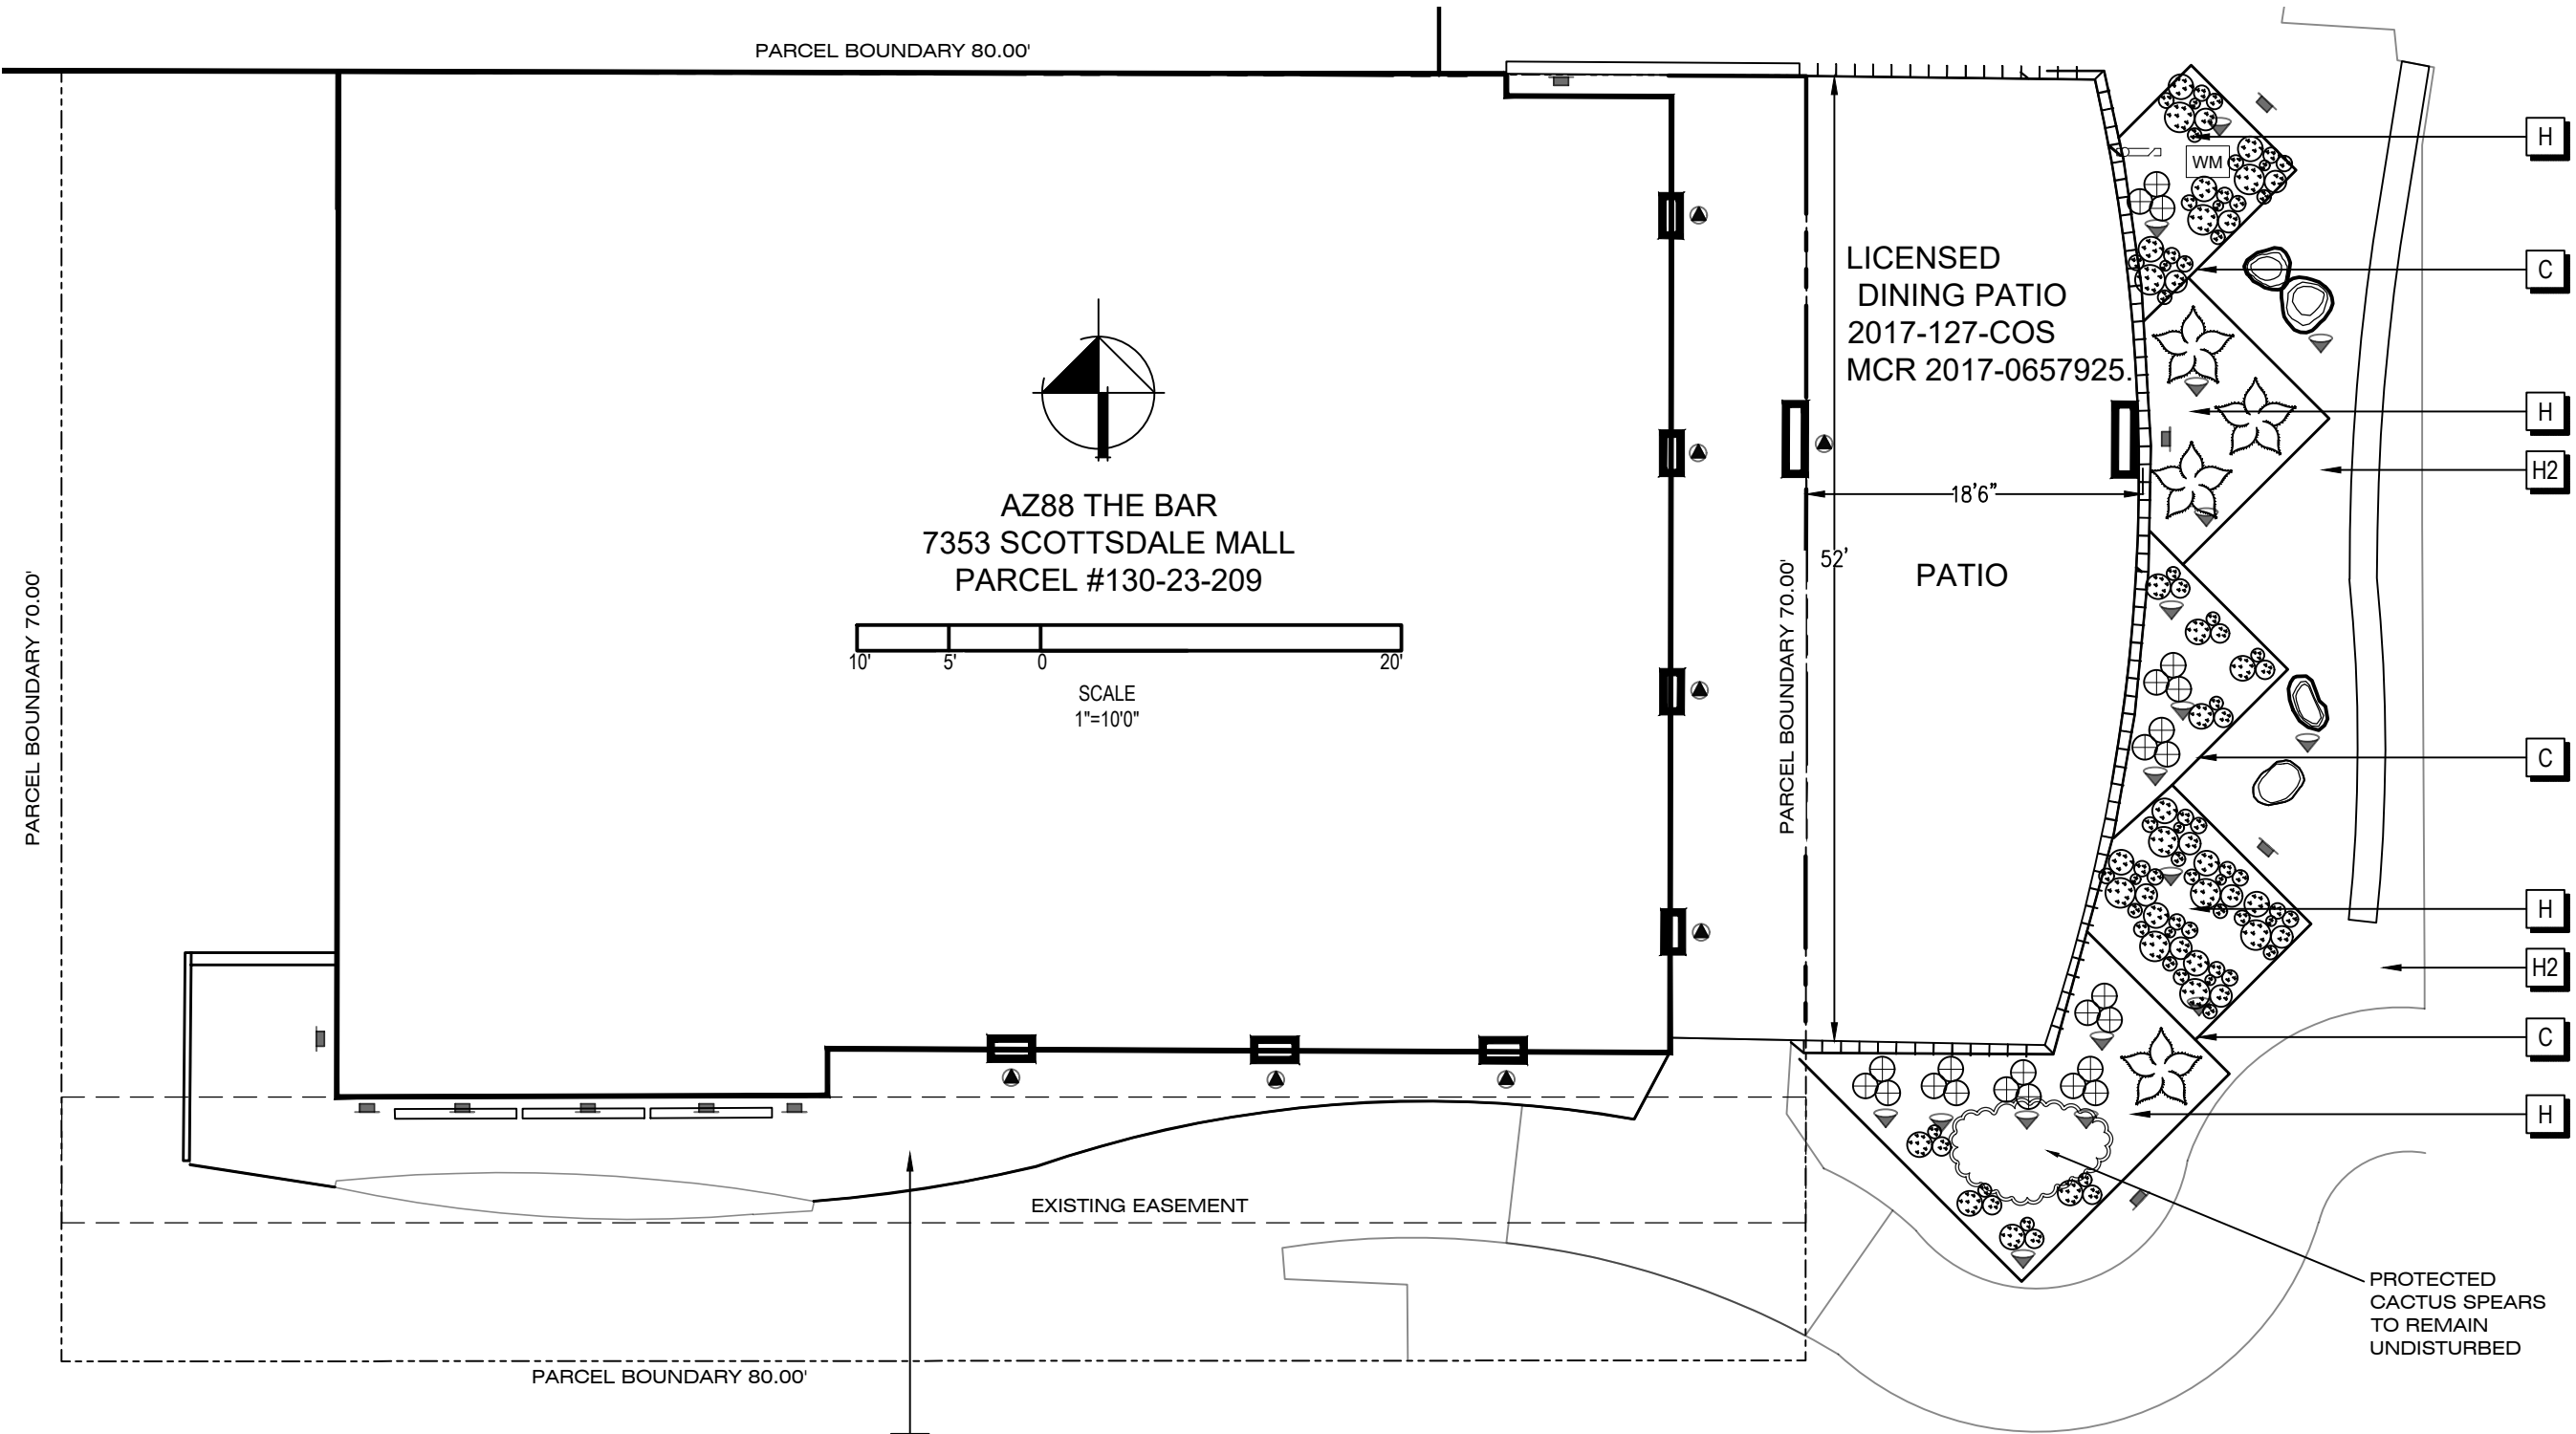 PARCEL BOUNDARY 80.00'
H
WM
C
LICENSED
DINING PATIO
2017-127-COS
MCR 2017-0657925.
H
H2
AZ88 THE BAR
7353 SCOTTSDALE MALL
PARCEL #130-23-209
18'6"
52'
PATIO
PARCEL BOUNDARY 70.00'
PARCEL BOUNDARY 70.00'
10' 5' 0 20'
SCALE
1"=10'0"
C
H
H2
C
H
EXISTING EASEMENT
PROTECTED
CACTUS SPEARS
TO REMAIN
UNDISTURBED
PARCEL BOUNDARY 80.00'